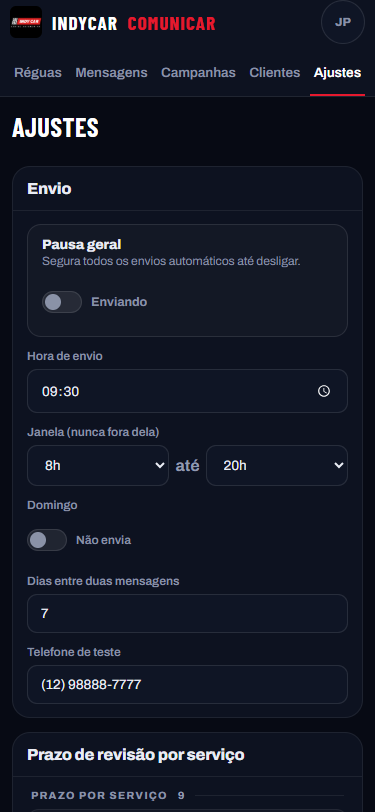 INDYCAR COMUNICAR
JP
Réguas Mensagens Campanhas Clientes Ajustes
AJUSTES
Envio
Pausa geral
Segura todos os envios automáticos até desligar.
Enviando
Hora de envio
09:30
Janela (nunca fora dela)
8h até 20h
Domingo
Não envia
Dias entre duas mensagens
7
Telefone de teste
(12) 98888-7777
Prazo de revisão por serviço
PRAZO POR SERVIÇO 9